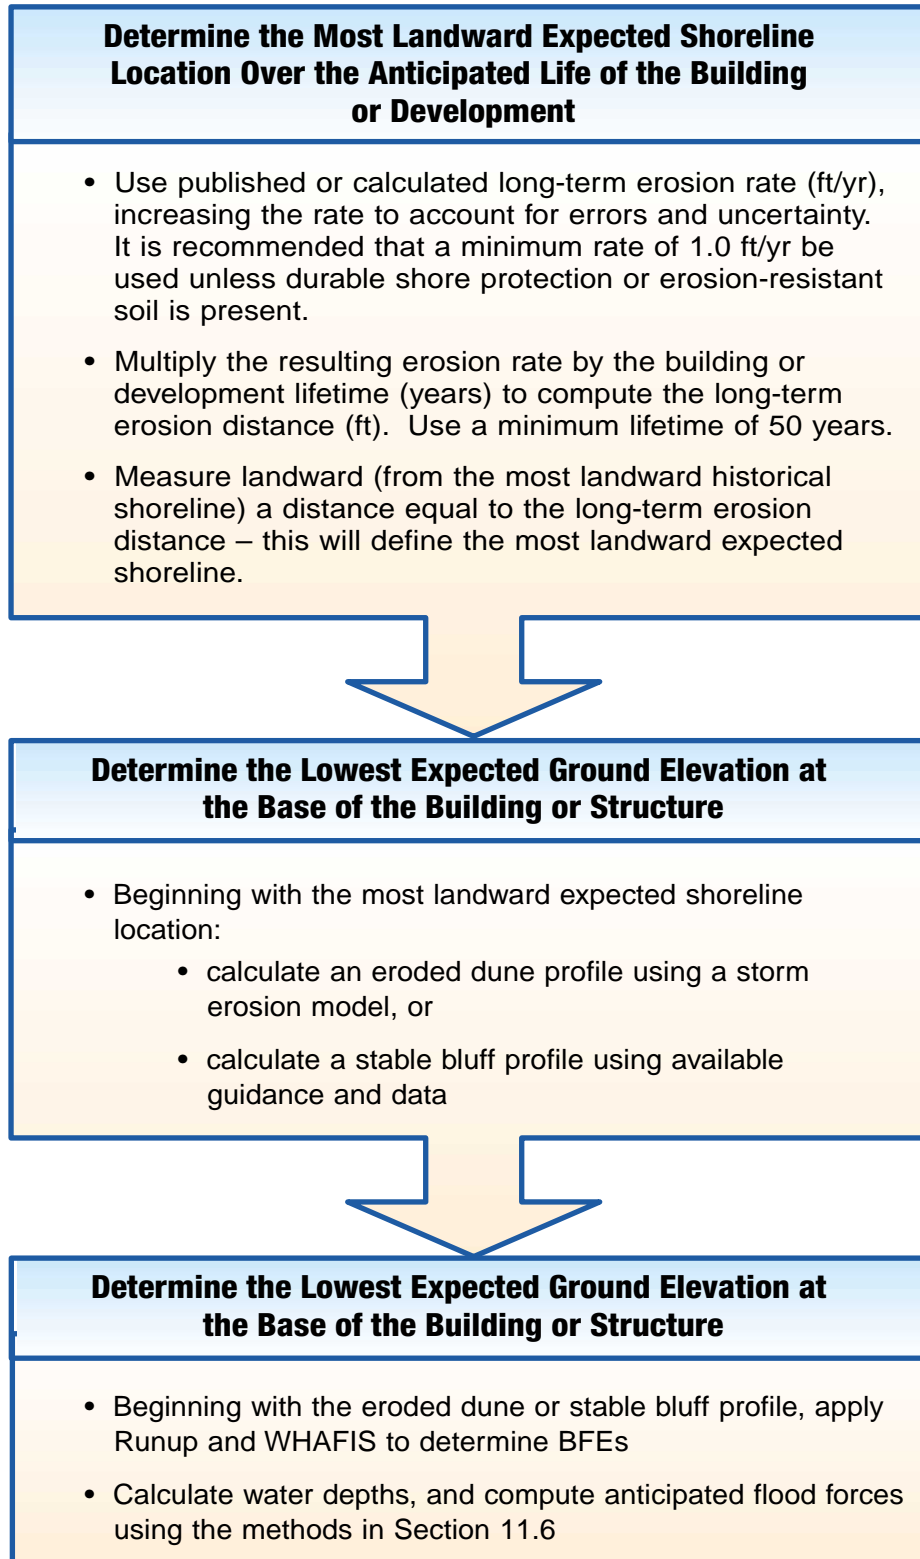 Determine the Most Landward Expected Shoreline
Location Over the Anticipated Life of the Building
or Development
• Use published or calculated long-term erosion rate (ft/yr),
increasing the rate to account for errors and uncertainty.
It is recommended that a minimum rate of 1.0 ft/yr be
used unless durable shore protection or erosion-resistant
soil is present.
• Multiply the resulting erosion rate by the building or
development lifetime (years) to compute the long-term
erosion distance (ft). Use a minimum lifetime of 50 years.
• Measure landward (from the most landward historical
shoreline) a distance equal to the long-term erosion
distance – this will define the most landward expected
shoreline.
Determine the Lowest Expected Ground Elevation at
the Base of the Building or Structure
• Beginning with the most landward expected shoreline
location:
• calculate an eroded dune profile using a storm
erosion model, or
• calculate a stable bluff profile using available
guidance and data
Determine the Lowest Expected Ground Elevation at
the Base of the Building or Structure
• Beginning with the eroded dune or stable bluff profile, apply
Runup and WHAFIS to determine BFEs
• Calculate water depths, and compute anticipated flood forces
using the methods in Section 11.6